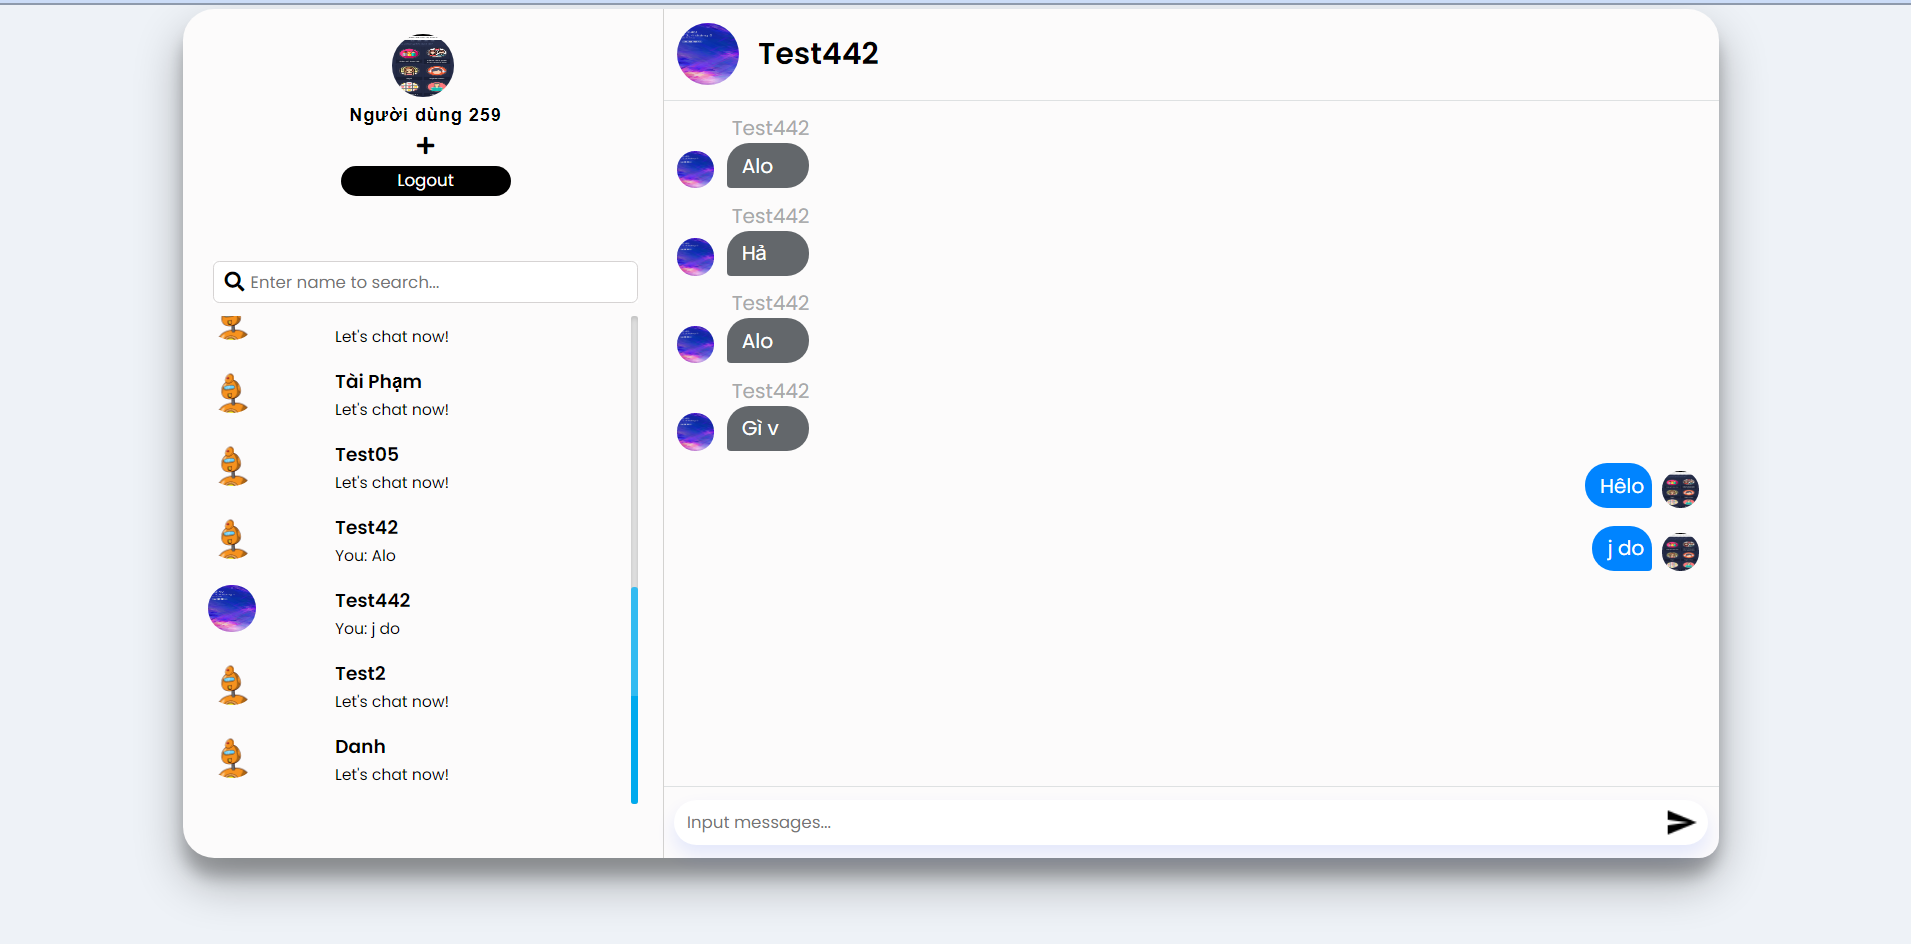 Người dùng 259
Logout
Enter name to search...
Let's chat now!
Tài Phạm
Let's chat now!
Test05
Let's chat now!
Test42
You: Alo
Test442
You: j do
Test2
Let's chat now!
Danh
Let's chat now!
Test442
Test442
Alo
Test442
Hả
Test442
Alo
Test442
Gì v
Hêlo
j do
Input messages...